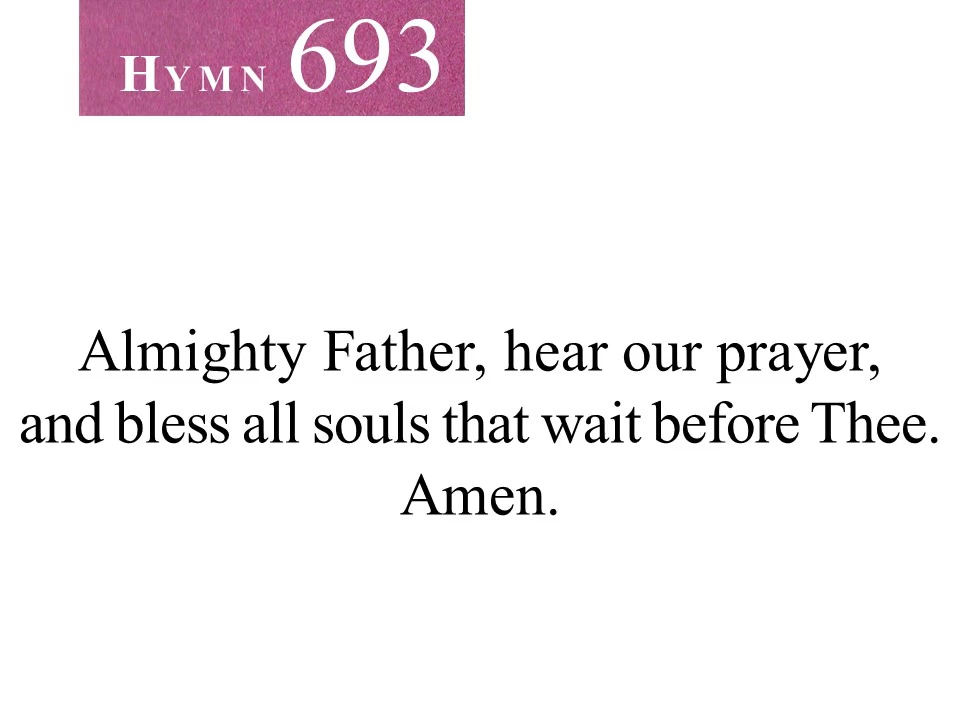 HYMN 693
Almighty Father, hear our prayer,
and bless all souls that wait before Thee.
Amen.